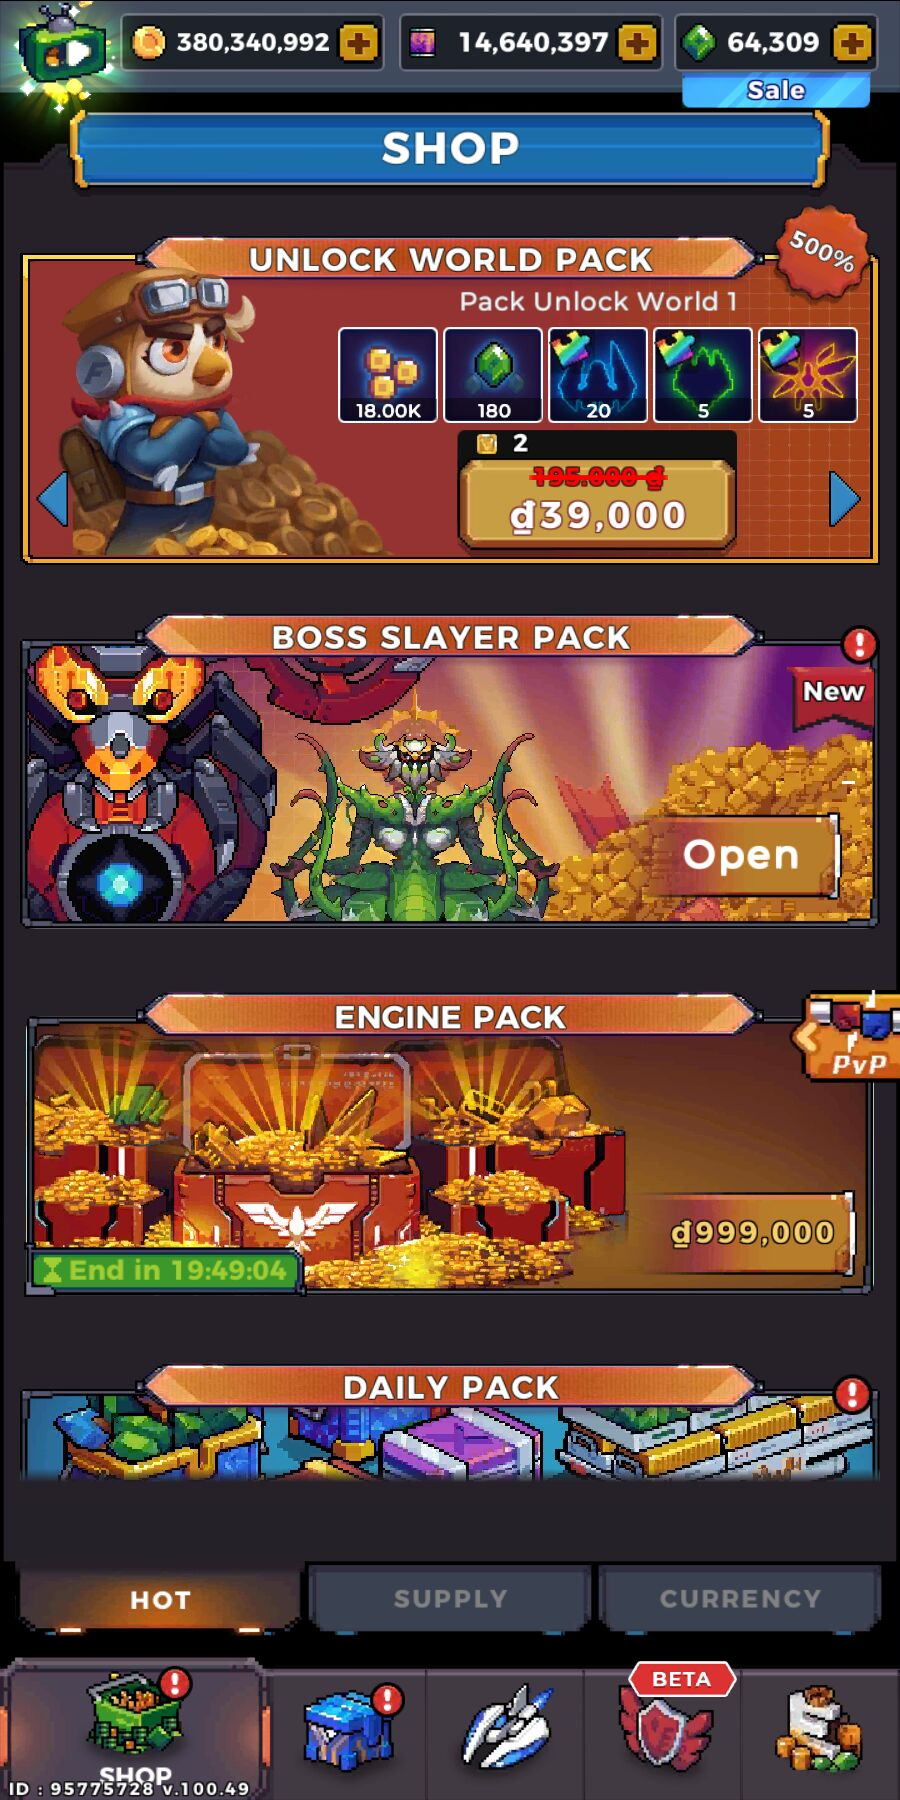 380,340,992
14,640,397
64,309
Sale
SHOP
UNLOCK WORLD PACK
500%
Pack Unlock World 1
18.00K
180
20
5
5
2
195.000 đ
₫39,000
BOSS SLAYER PACK
New
Open
ENGINE PACK
PvP
₫999,000
End in 19:49:04
DAILY PACK
HOT
SUPPLY
CURRENCY
BETA
SHOP
ID : 95775728 v.100.49